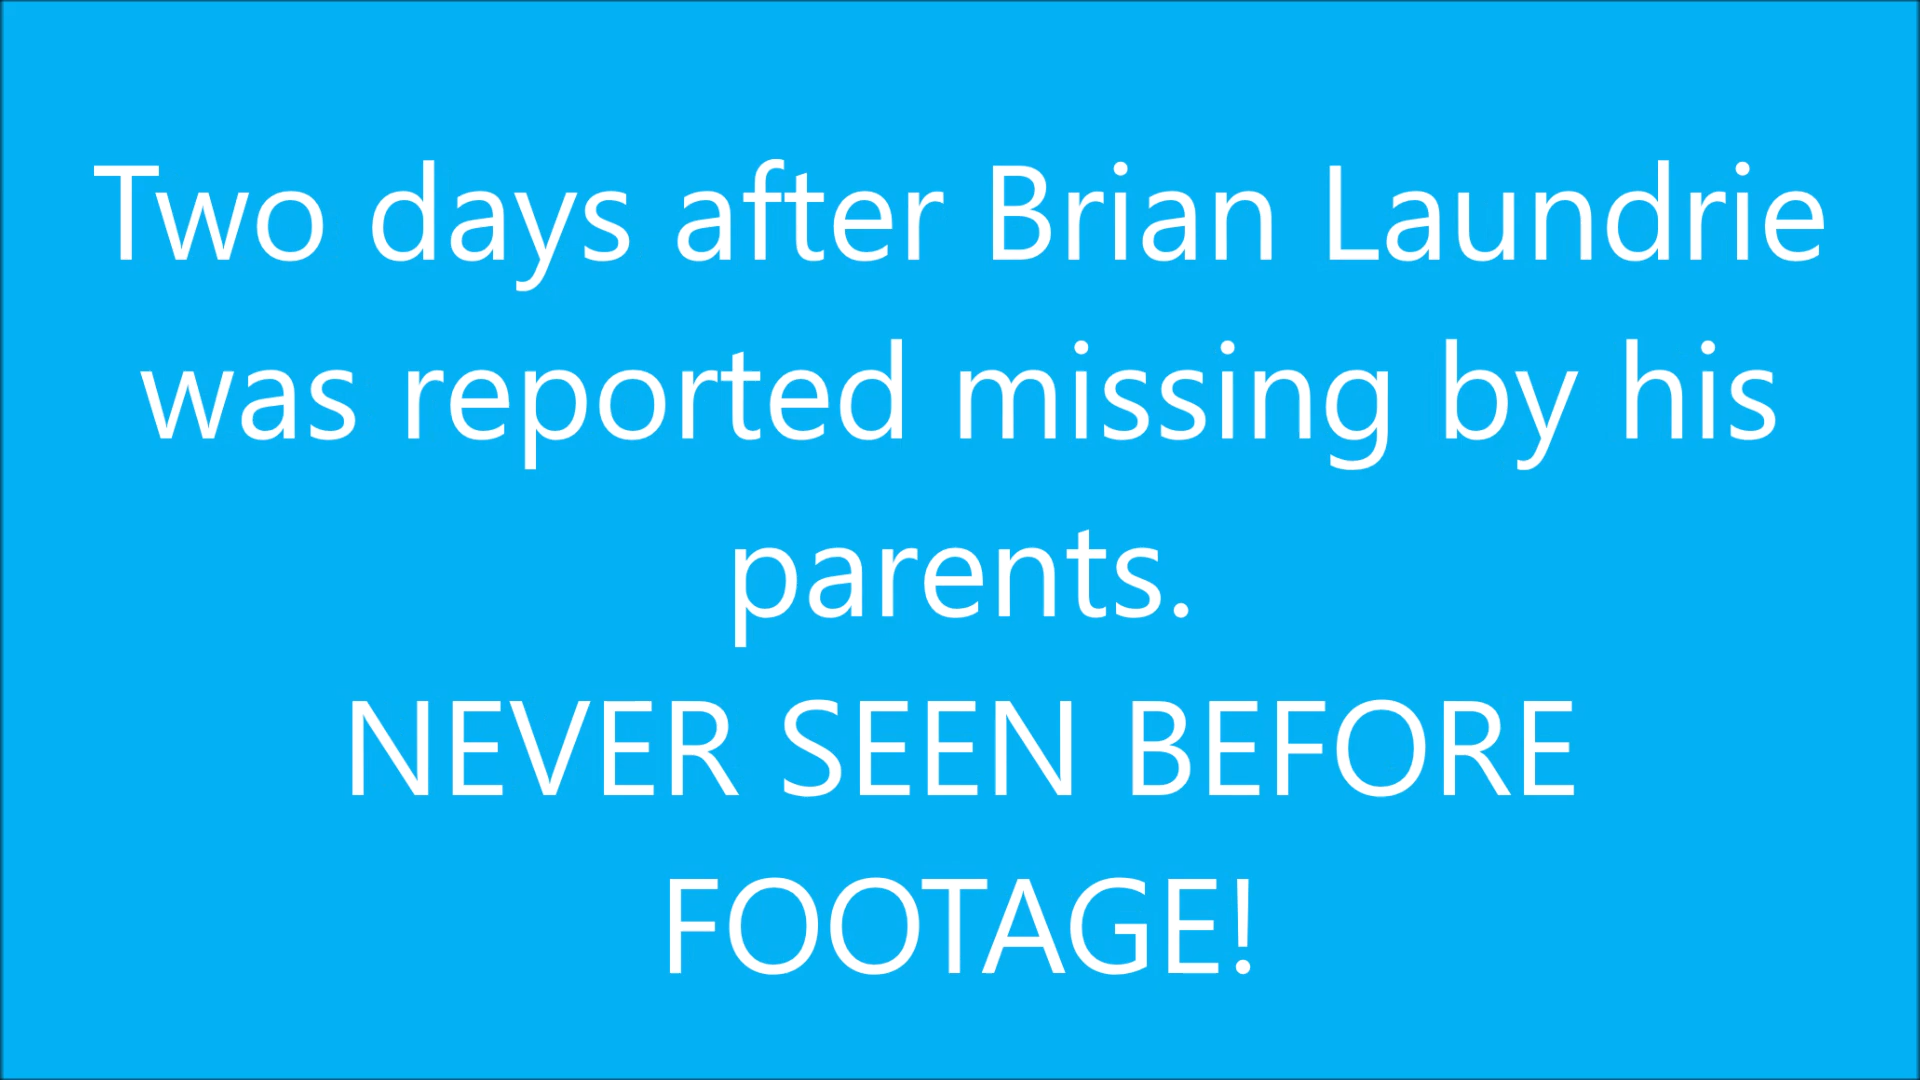 Two days after Brian Laundrie
was reported missing by his
parents.
NEVER SEEN BEFORE
FOOTAGE!